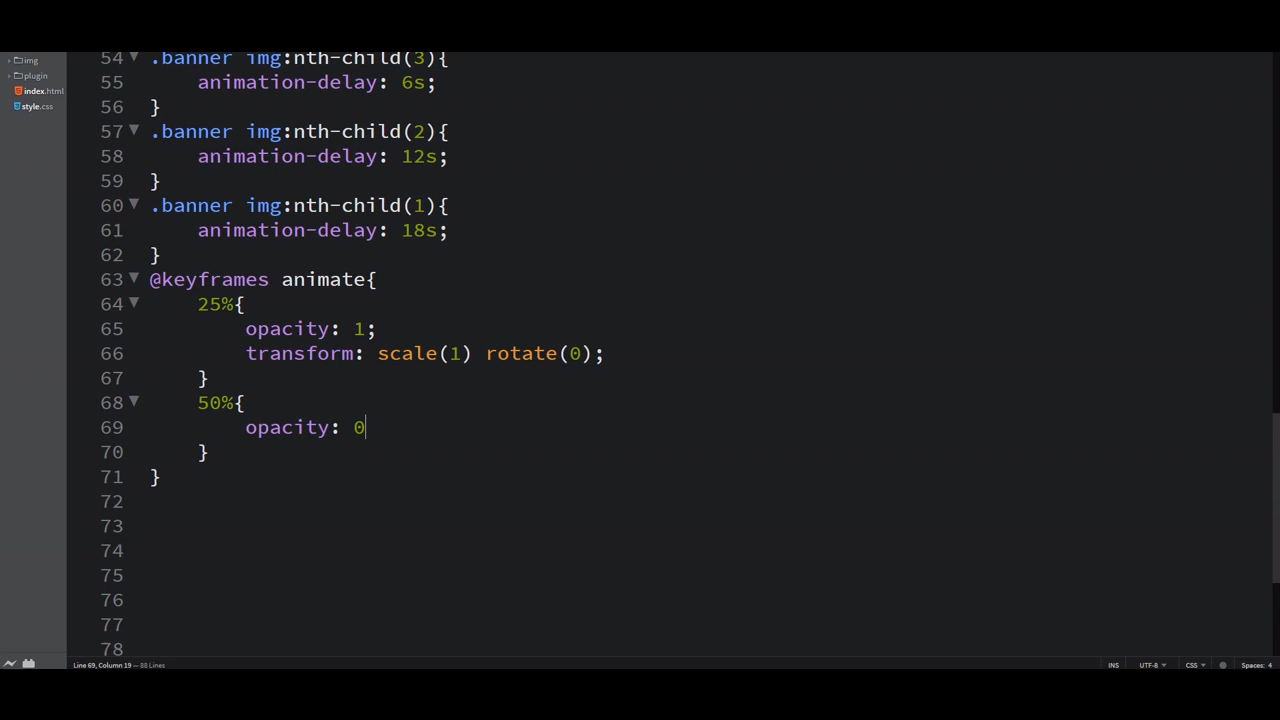 img
plugin
index.html
style.css
54 .banner img:nth-child(3){
55 animation-delay: 6s;
56 }
57 .banner img:nth-child(2){
58 animation-delay: 12s;
59 }
60 .banner img:nth-child(1){
61 animation-delay: 18s;
62 }
63 @keyframes animate{
64 25%{
65 opacity: 1;
66 transform: scale(1) rotate(0);
67 }
68 50%{
69 opacity: 0
70 }
71 }
72
73
74
75
76
77
78
Line 69, Column 19 — 88 Lines
INS UTF-8 CSS Spaces: 4